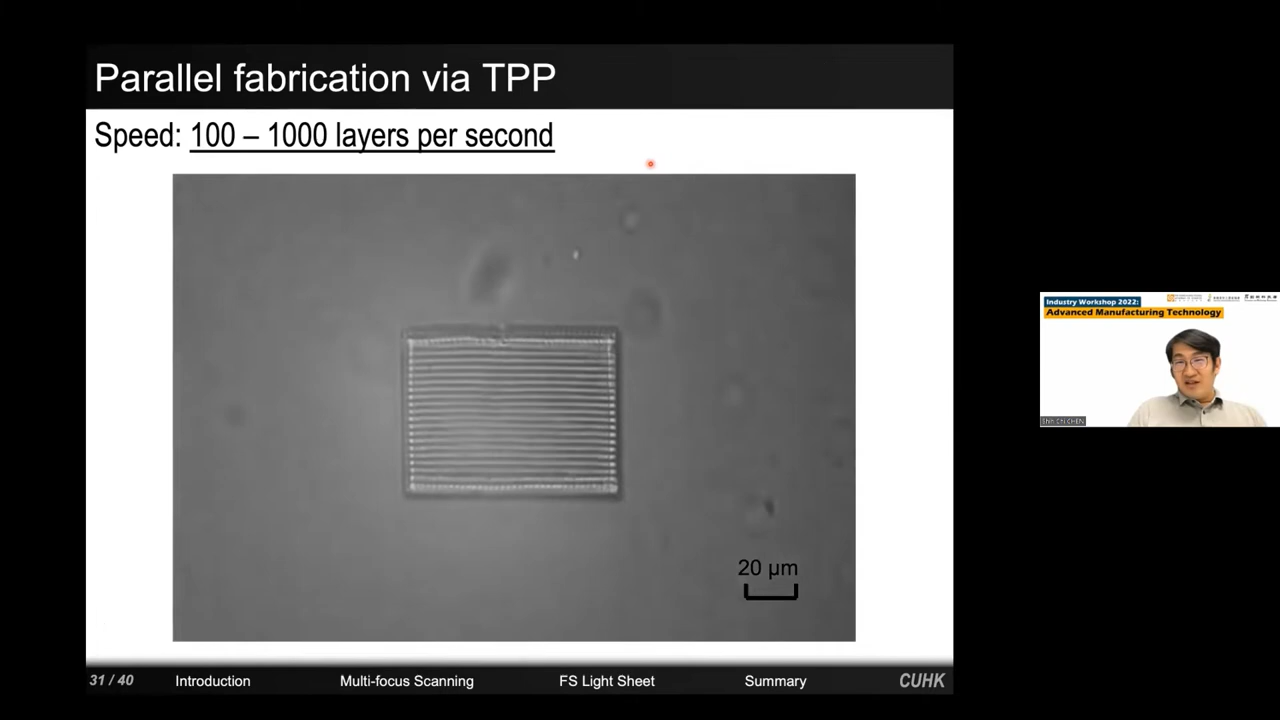 Parallel fabrication via TPP
Speed: 100 – 1000 layers per second
20 μm
31 / 40 Introduction Multi-focus Scanning FS Light Sheet Summary CUHK
Industry Workshop 2022:
Advanced Manufacturing Technology